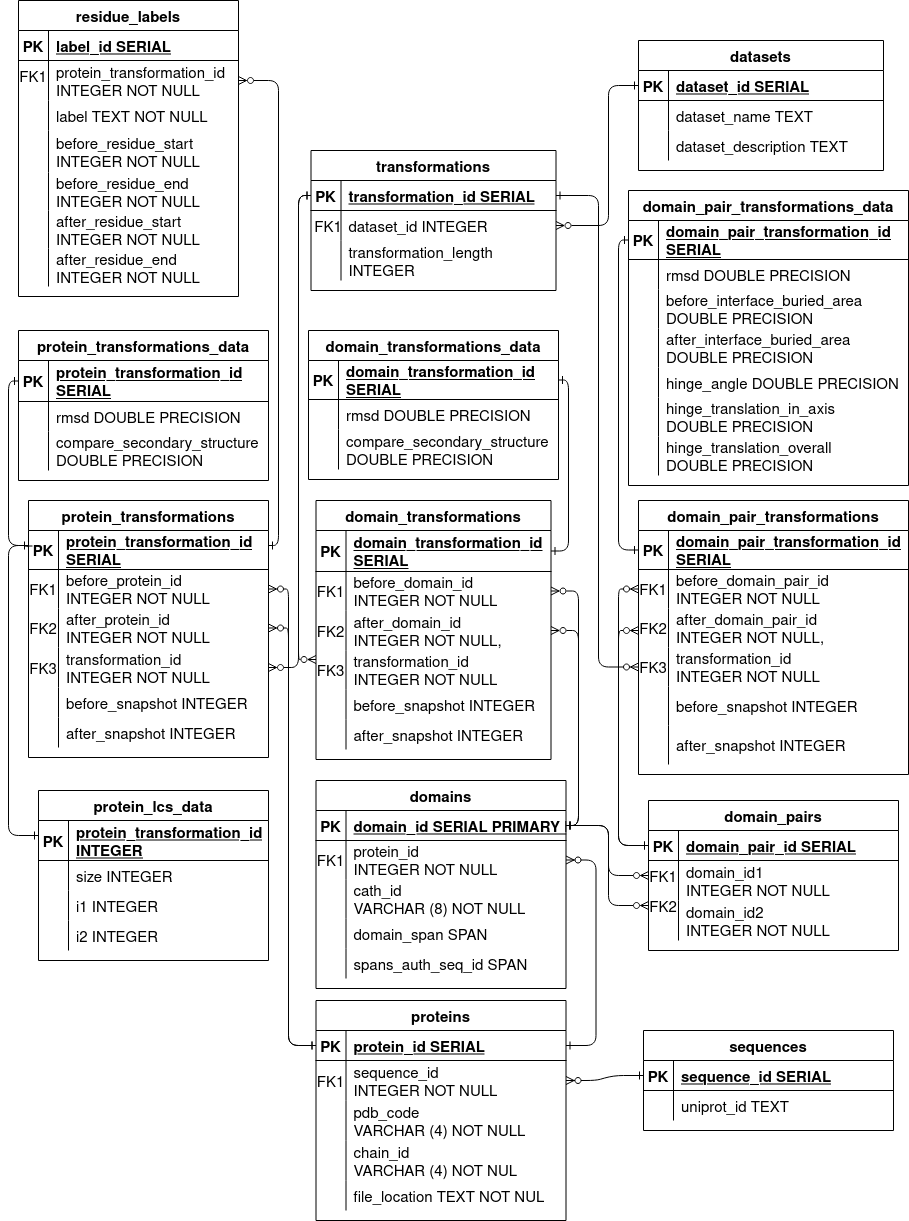 residue_labels
PK label_id SERIAL
FK1 protein_transformation_id
INTEGER NOT NULL
label TEXT NOT NULL
before_residue_start
INTEGER NOT NULL
before_residue_end
INTEGER NOT NULL
after_residue_start
INTEGER NOT NULL
after_residue_end
INTEGER NOT NULL
datasets
PK dataset_id SERIAL
dataset_name TEXT
dataset_description TEXT
transformations
PK transformation_id SERIAL
FK1 dataset_id INTEGER
transformation_length
INTEGER
domain_pair_transformations_data
PK domain_pair_transformation_id
SERIAL
rmsd DOUBLE PRECISION
before_interface_buried_area
DOUBLE PRECISION
after_interface_buried_area
DOUBLE PRECISION
hinge_angle DOUBLE PRECISION
hinge_translation_in_axis
DOUBLE PRECISION
hinge_translation_overall
DOUBLE PRECISION
protein_transformations_data
PK protein_transformation_id
SERIAL
rmsd DOUBLE PRECISION
compare_secondary_structure
DOUBLE PRECISION
domain_transformations_data
PK domain_transformation_id
SERIAL
rmsd DOUBLE PRECISION
compare_secondary_structure
DOUBLE PRECISION
protein_transformations
PK protein_transformation_id
SERIAL
FK1 before_protein_id
INTEGER NOT NULL
FK2 after_protein_id
INTEGER NOT NULL
FK3 transformation_id
INTEGER NOT NULL
before_snapshot INTEGER
after_snapshot INTEGER
domain_transformations
PK domain_transformation_id
SERIAL
FK1 before_domain_id
INTEGER NOT NULL
FK2 after_domain_id
INTEGER NOT NULL,
FK3 transformation_id
INTEGER NOT NULL
before_snapshot INTEGER
after_snapshot INTEGER
domain_pair_transformations
PK domain_pair_transformation_id
SERIAL
FK1 before_domain_pair_id
INTEGER NOT NULL
FK2 after_domain_pair_id
INTEGER NOT NULL,
FK3 transformation_id
INTEGER NOT NULL
before_snapshot INTEGER
after_snapshot INTEGER
protein_lcs_data
PK protein_transformation_id
INTEGER
size INTEGER
i1 INTEGER
i2 INTEGER
domains
PK domain_id SERIAL PRIMARY
FK1 protein_id
INTEGER NOT NULL
cath_id
VARCHAR (8) NOT NULL
domain_span SPAN
spans_auth_seq_id SPAN
domain_pairs
PK domain_pair_id SERIAL
FK1 domain_id1
INTEGER NOT NULL
FK2 domain_id2
INTEGER NOT NULL
proteins
PK protein_id SERIAL
FK1 sequence_id
INTEGER NOT NULL
pdb_code
VARCHAR (4) NOT NULL
chain_id
VARCHAR (4) NOT NUL
file_location TEXT NOT NUL
sequences
PK sequence_id SERIAL
uniprot_id TEXT